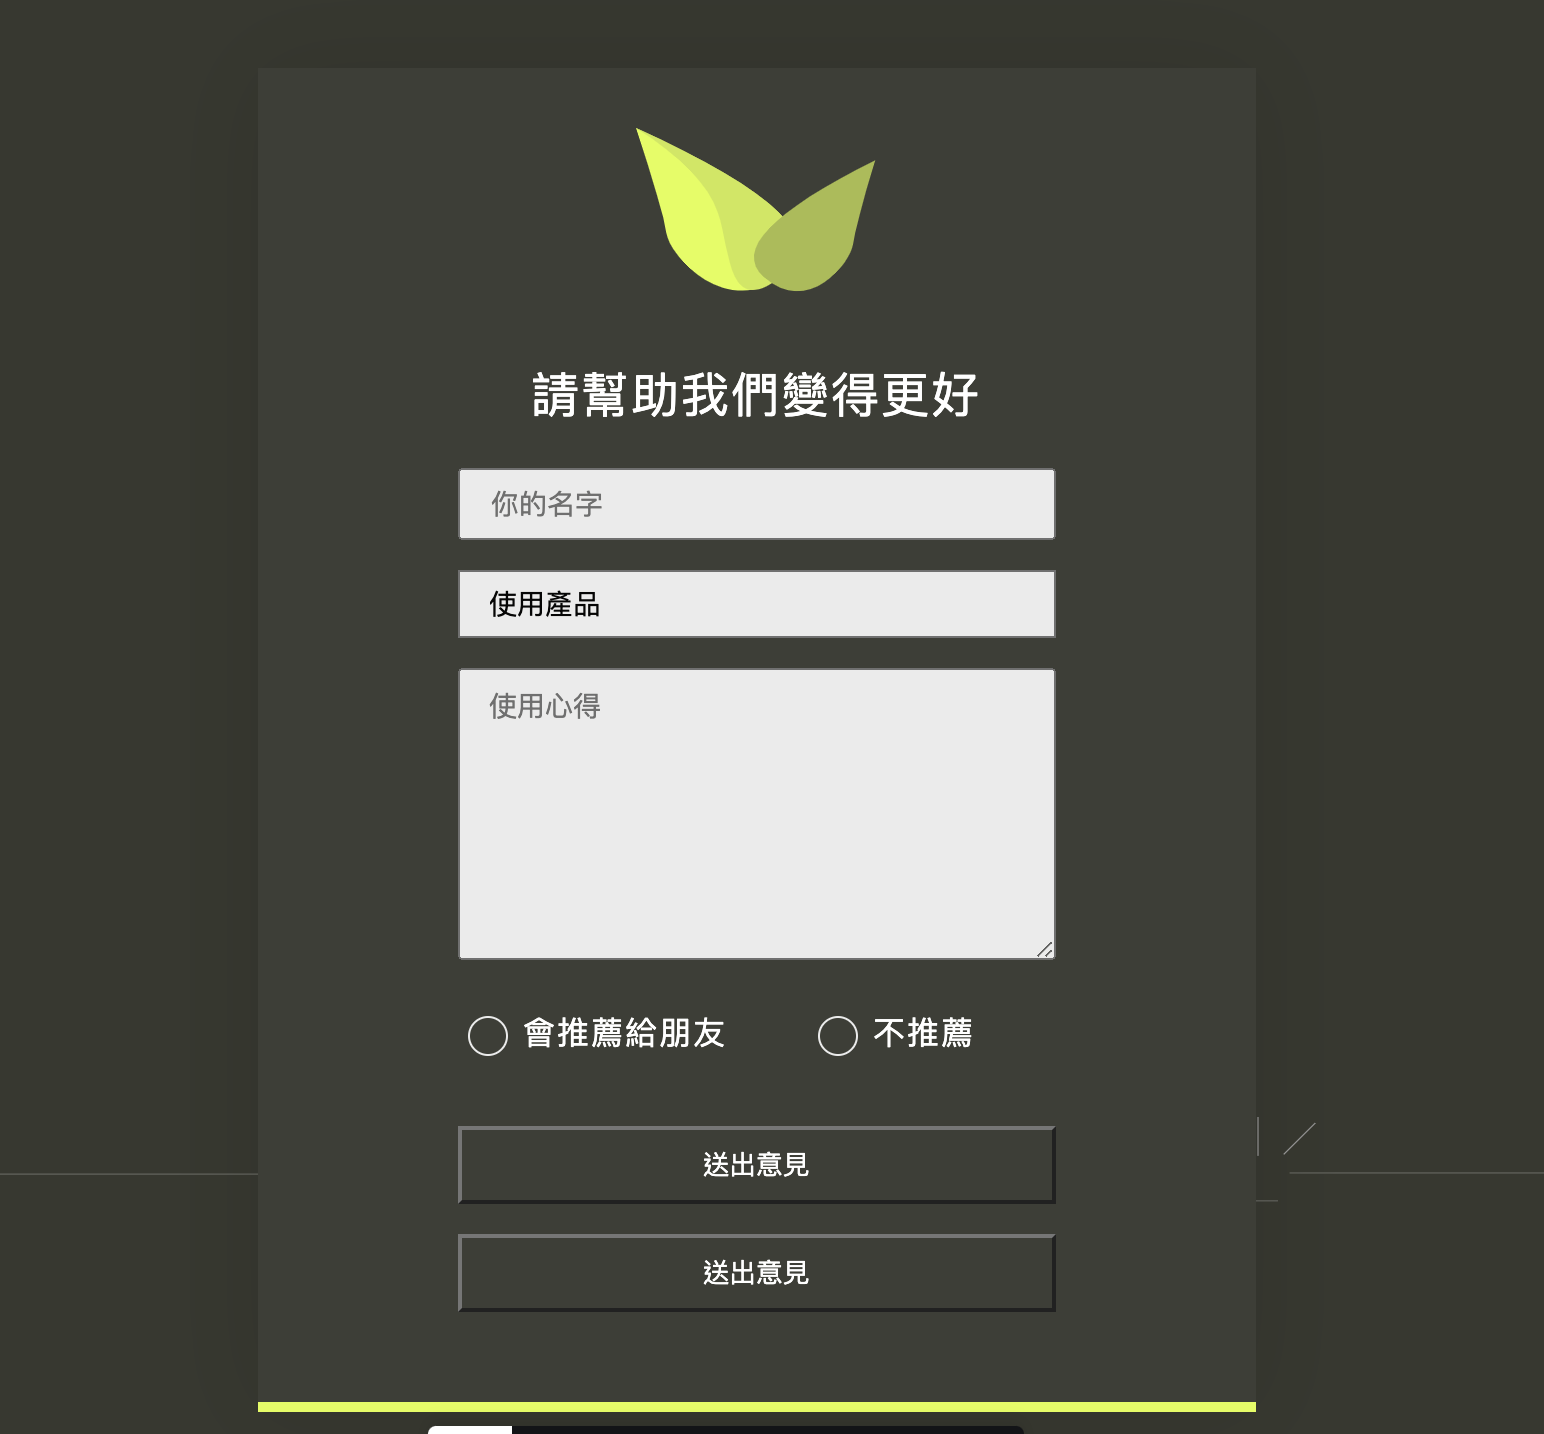 請幫助我們變得更好
你的名字
使用產品
使用心得
會推薦給朋友
不推薦
送出意見
送出意見